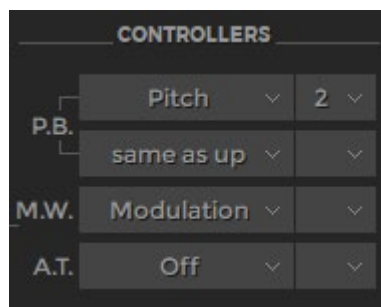 CONTROLLERS
Pitch 2
P.B.
same as up
M.W. Modulation
A.T. Off